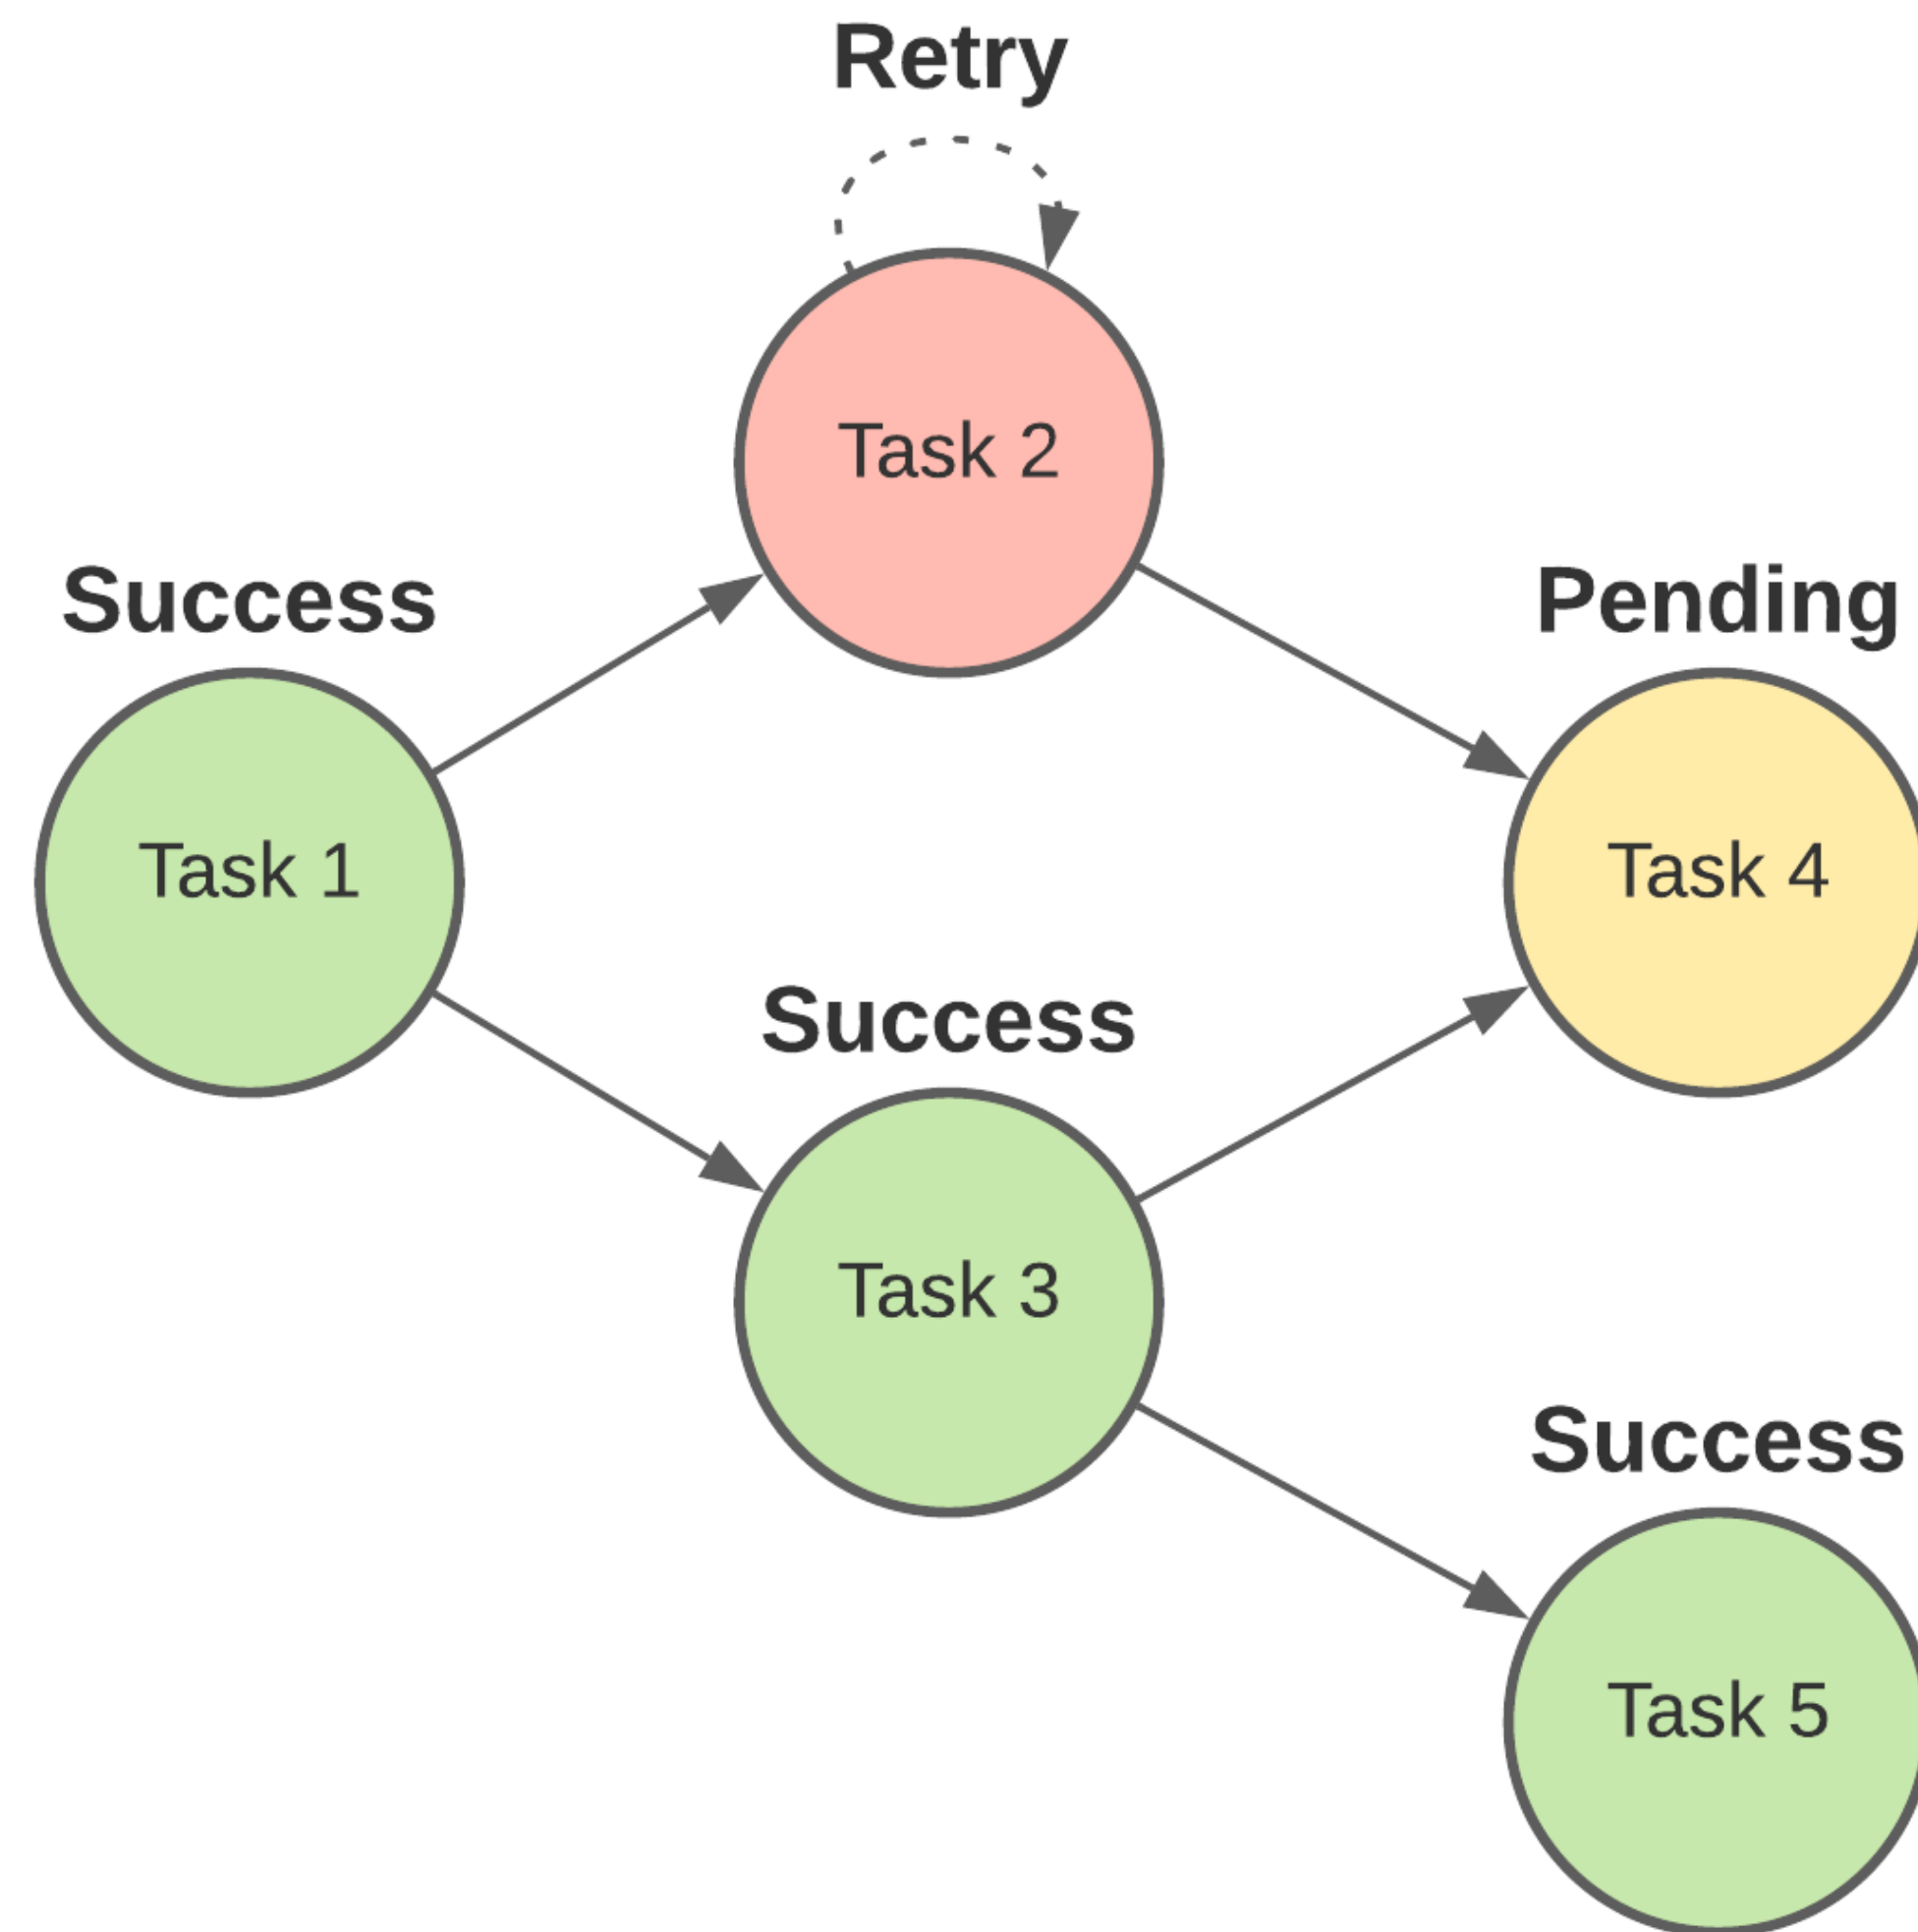 Retry
Task 2
Success
Pending
Task 1
Task 4
Success
Task 3
Success
Task 5